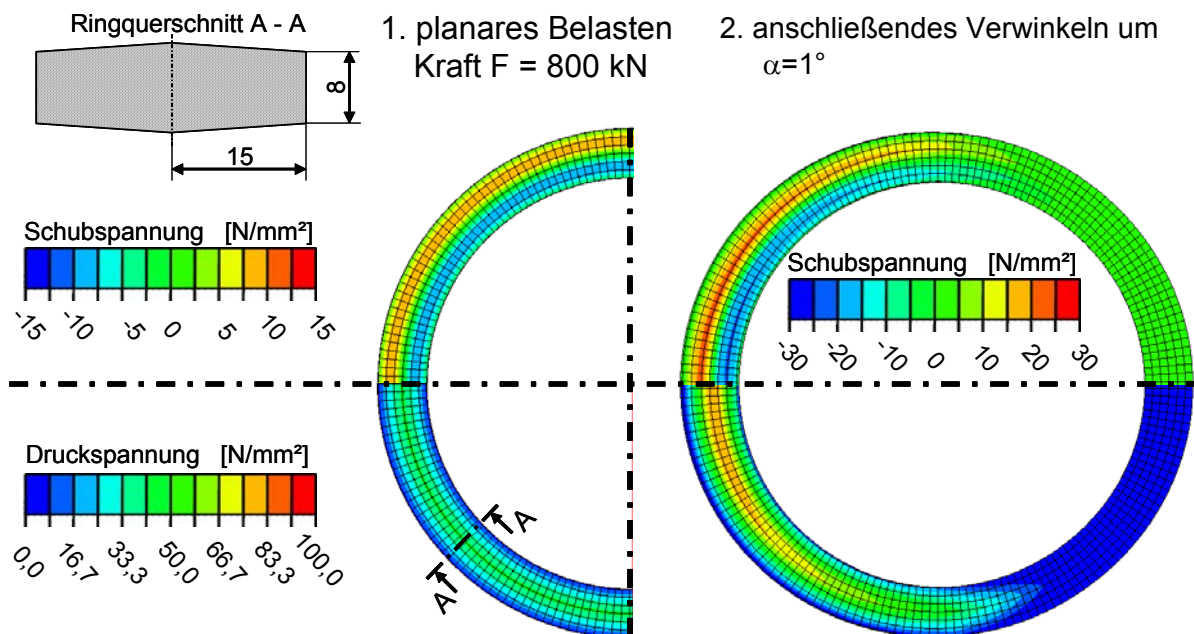 Ringquerschnitt A - A
8
15
1. planares Belasten
Kraft F = 800 kN
2. anschließendes Verwinkeln um
α=1°
Schubspannung [N/mm²]
-15 -10 -5 0 5 10 15
Schubspannung [N/mm²]
-30 -20 -10 0 10 20 30
Druckspannung [N/mm²]
0,0 16,7 33,3 50,0 66,7 83,3 100,0
A
A